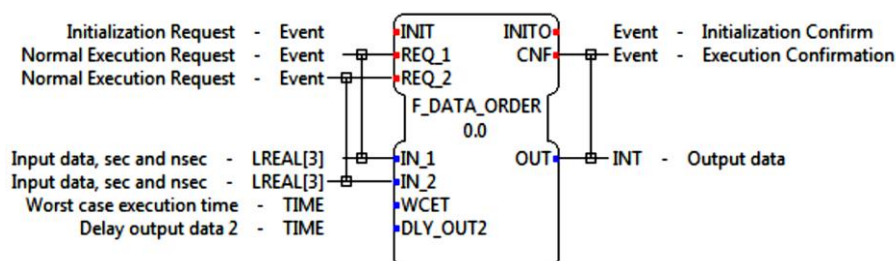 Initialization Request - Event INIT INITO Event - Initialization Confirm
Normal Execution Request - Event REQ_1 CNF Event - Execution Confirmation
Normal Execution Request - Event REQ_2
F_DATA_ORDER
0.0
Input data, sec and nsec - LREAL[3] IN_1 OUT INT - Output data
Input data, sec and nsec - LREAL[3] IN_2
Worst case execution time - TIME WCET
Delay output data 2 - TIME DLY_OUT2